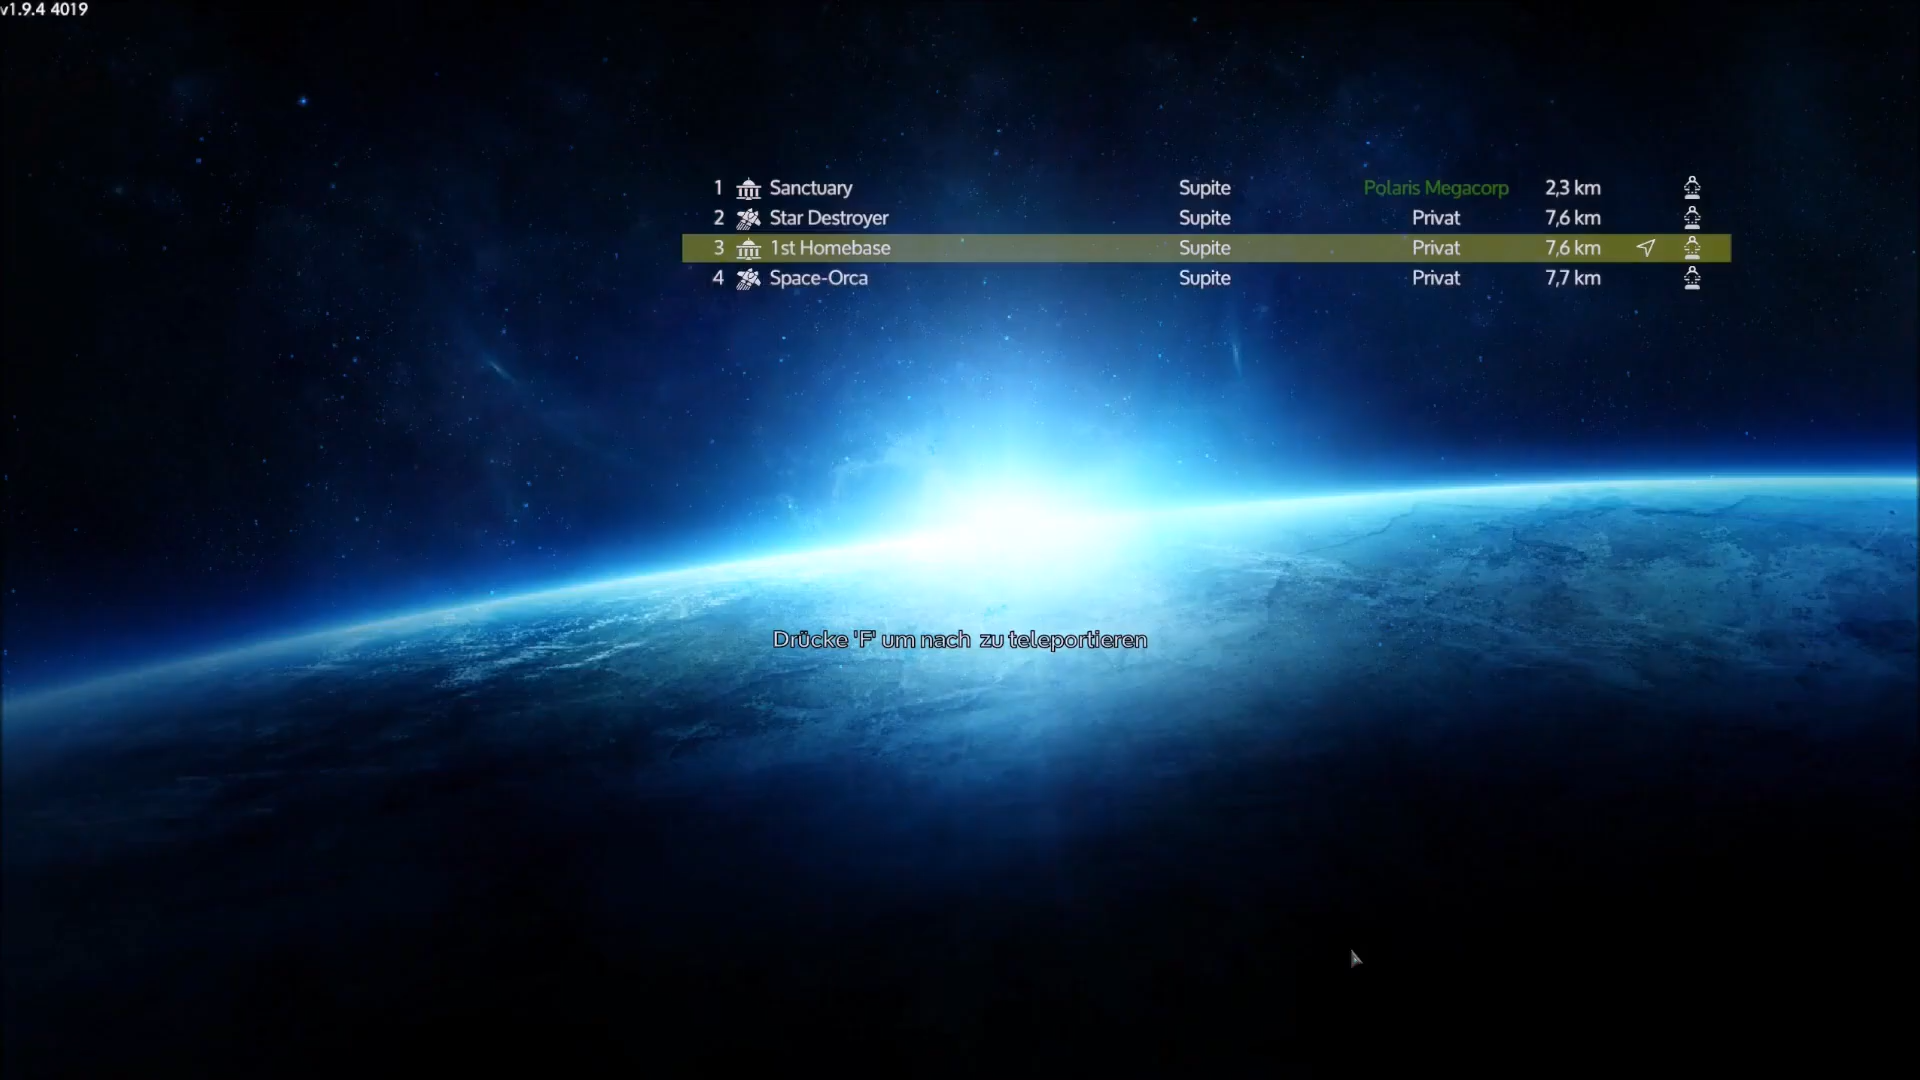 v1.9.4 4019
1 Sanctuary Supite Polaris Megacorp 2,3 km
2 Star Destroyer Supite Privat 7,6 km
3 1st Homebase Supite Privat 7,6 km
4 Space-Orca Supite Privat 7,7 km
Drücke 'F' um nach zu teleportieren